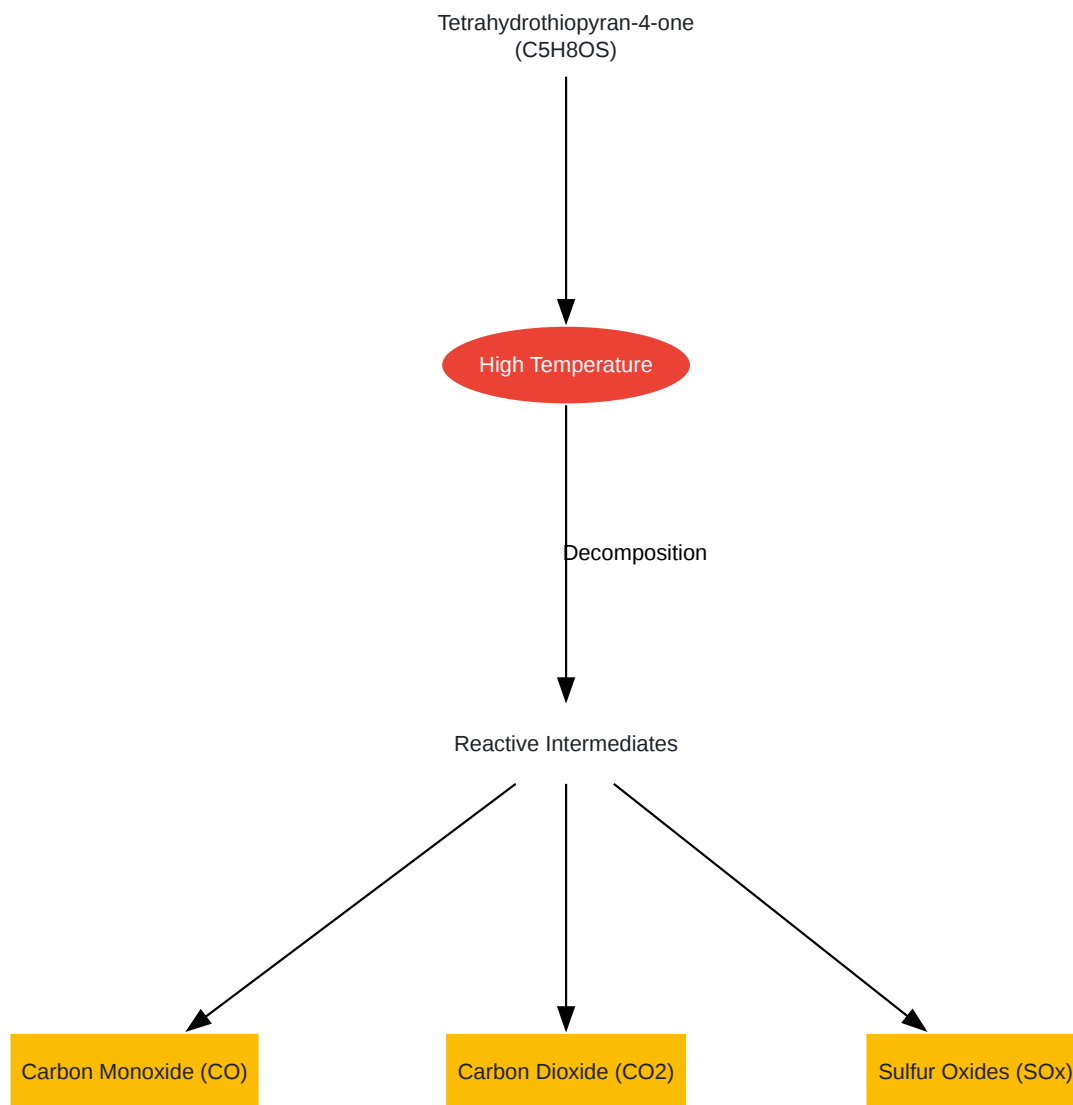 Tetrahydrothiopyran-4-one
(C5H8OS)
High Temperature
Decomposition
Reactive Intermediates
Carbon Monoxide (CO)
Carbon Dioxide (CO2)
Sulfur Oxides (SOx)